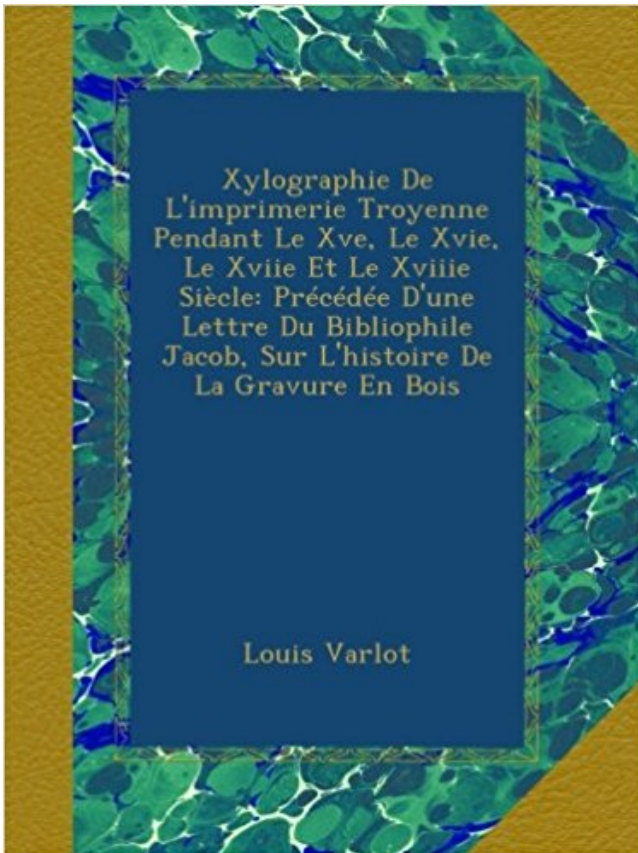 Xylographie De
L'imprimerie Troyenne
Pendant Le Xve, Le Xvie,
Le Xviie Et Le Xviiie
Siècle: Précédée D'une
Lettre Du Bibliophile
Jacob, Sur L'histoire De
La Gravure En Bois
Louis Varlot